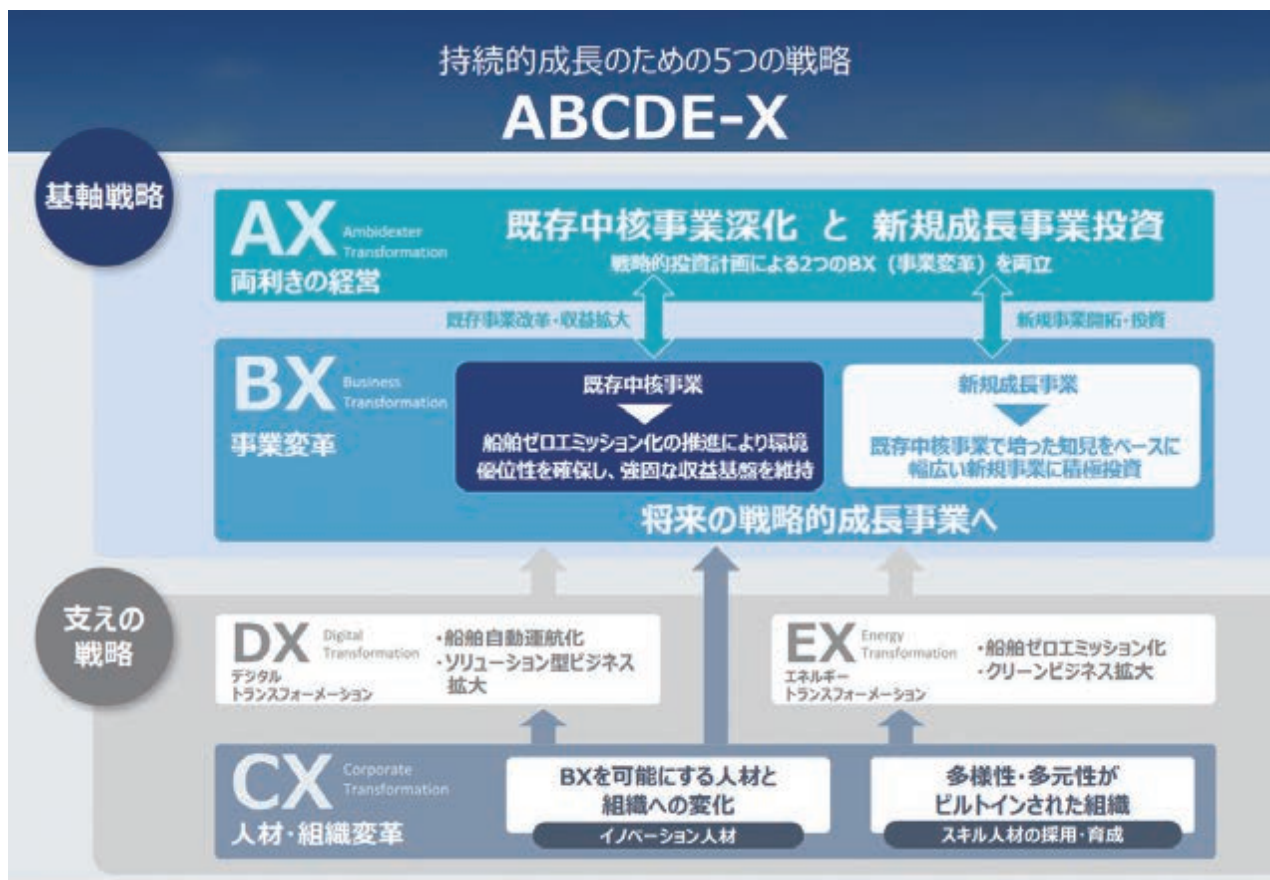 持続的成長のための5つの戦略
ABCDE-X
基軸戦略
AX
Ambidexter
Transformation
両利きの経営
既存中核事業深化 と 新規成長事業投資
戦略的投資計画による2つのBX（事業変革）を両立
既存事業改革・収益拡大
新規事業開拓・投資
BX
Business
Transformation
事業変革
既存中核事業
船舶ゼロエミッション化の推進により環境
優位性を確保し、強固な収益基盤を維持
新規成長事業
既存中核事業で培った知見をベースに
幅広い新規事業に積極投資
将来の戦略的成長事業へ
支えの
戦略
DX
Digital
Transformation
デジタル
トランスフォーメーション
・船舶自動運航化
・ソリューション型ビジネス
拡大
EX
Energy
Transformation
エネルギー
トランスフォーメーション
・船舶ゼロエミッション化
・クリーンビジネス拡大
CX
Corporate
Transformation
人材・組織変革
BXを可能にする人材と
組織への変化
イノベーション人材
多様性・多元性が
ビルトインされた組織
スキル人材の採用・育成